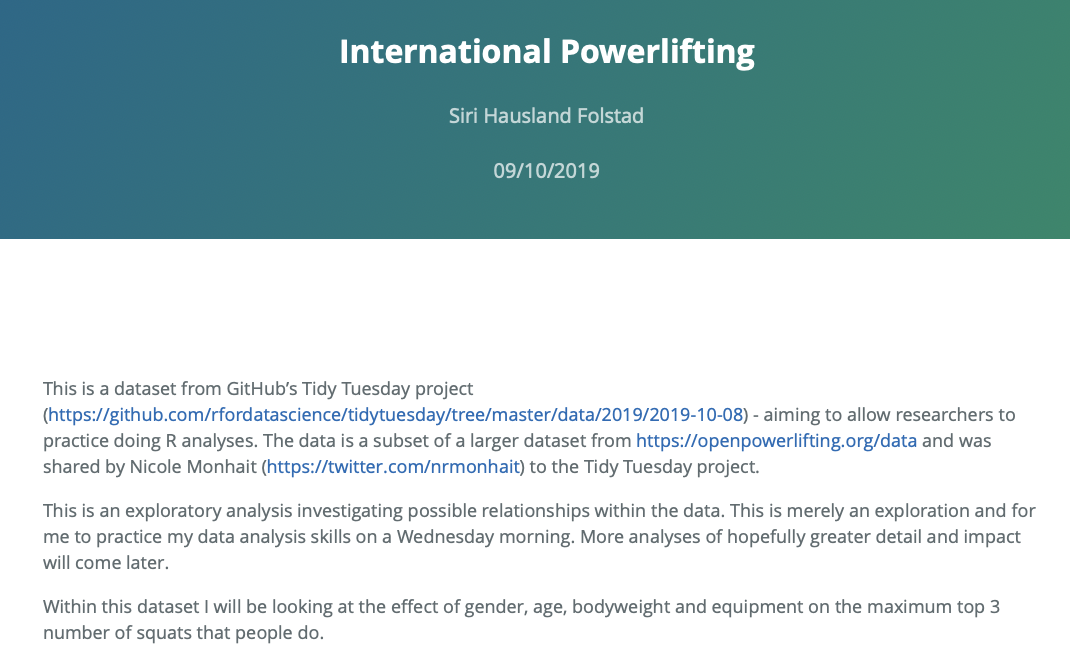 International Powerlifting
Siri Hausland Folstad
09/10/2019
This is a dataset from GitHub’s Tidy Tuesday project
(https://github.com/rfordatascience/tidytuesday/tree/master/data/2019/2019-10-08) - aiming to allow researchers to
practice doing R analyses. The data is a subset of a larger dataset from https://openpowerlifting.org/data and was
shared by Nicole Monhait (https://twitter.com/nrmonhait) to the Tidy Tuesday project.
This is an exploratory analysis investigating possible relationships within the data. This is merely an exploration and for
me to practice my data analysis skills on a Wednesday morning. More analyses of hopefully greater detail and impact
will come later.
Within this dataset I will be looking at the effect of gender, age, bodyweight and equipment on the maximum top 3
number of squats that people do.